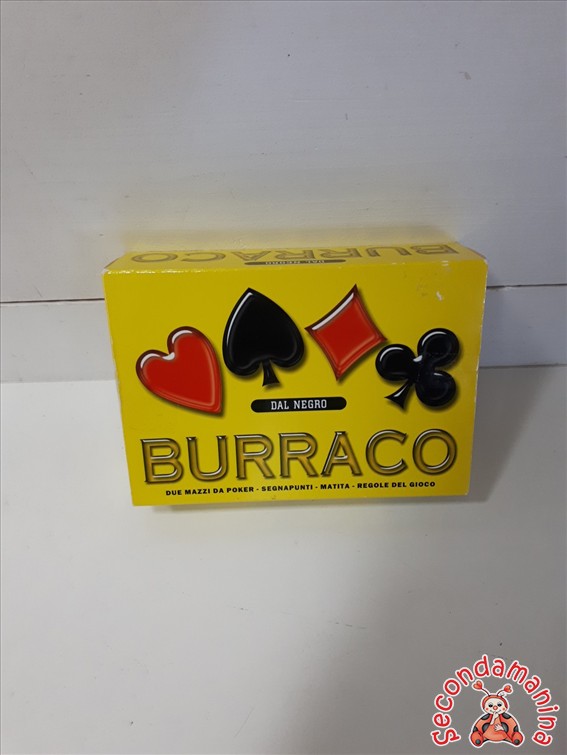 BURRACO
DAL NEGRO
DAL NEGRO
BURRACO
DUE MAZZI DA POKER - SEGNAPUNTI - MATITA - REGOLE DEL GIOCO
Secondamanina